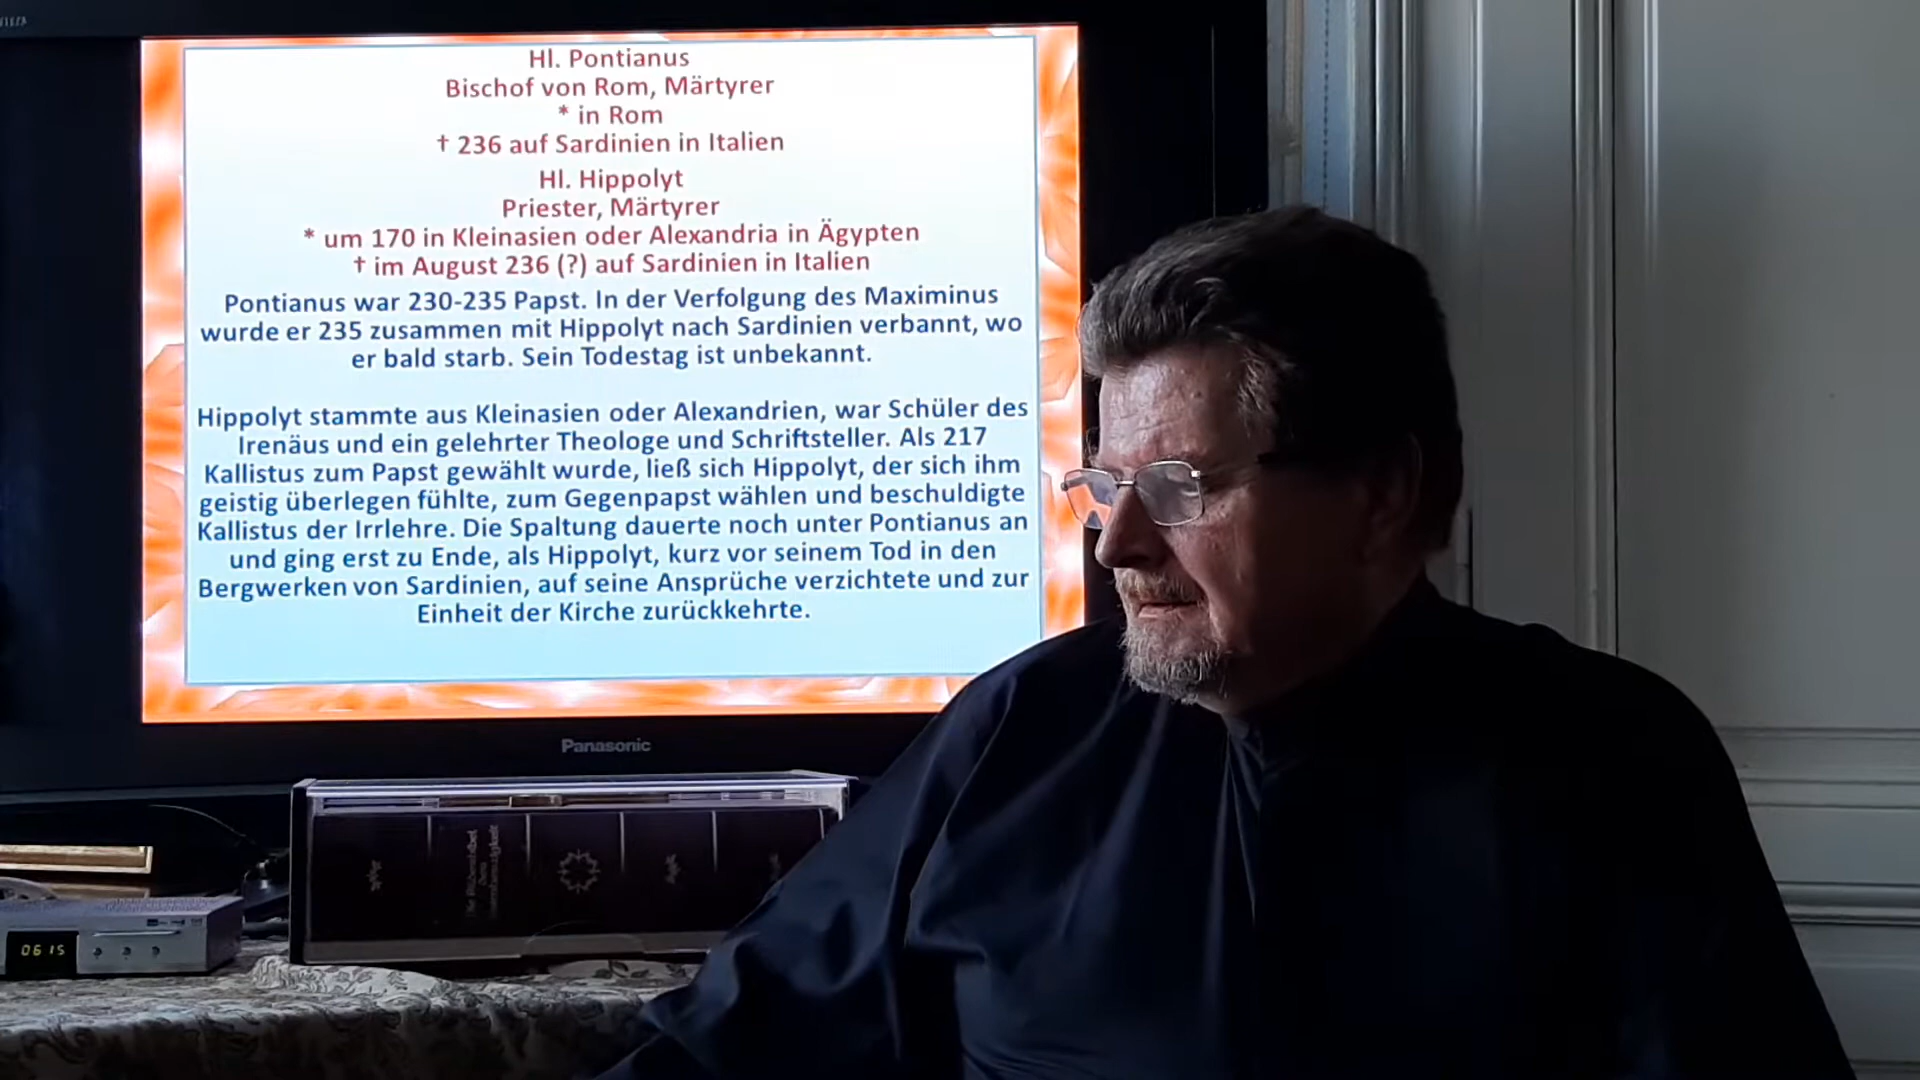 Hl. Pontianus
Bischof von Rom, Märtyrer
* in Rom
† 236 auf Sardinien in Italien
Hl. Hippolyt
Priester, Märtyrer
* um 170 in Kleinasien oder Alexandria in Ägypten
† im August 236 (?) auf Sardinien in Italien
Pontianus war 230-235 Papst. In der Verfolgung des Maximinus
wurde er 235 zusammen mit Hippolyt nach Sardinien verbannt, wo
er bald starb. Sein Todestag ist unbekannt.
Hippolyt stammte aus Kleinasien oder Alexandrien, war Schüler des
Irenäus und ein gelehrter Theologe und Schriftsteller. Als 217
Kallistus zum Papst gewählt wurde, ließ sich Hippolyt, der sich ihm
geistig überlegen fühlte, zum Gegenpapst wählen und beschuldigte
Kallistus der Irrlehre. Die Spaltung dauerte noch unter Pontianus an
und ging erst zu Ende, als Hippolyt, kurz vor seinem Tod in den
Bergwerken von Sardinien, auf seine Ansprüche verzichtete und zur
Einheit der Kirche zurückkehrte.
Panasonic
06 15